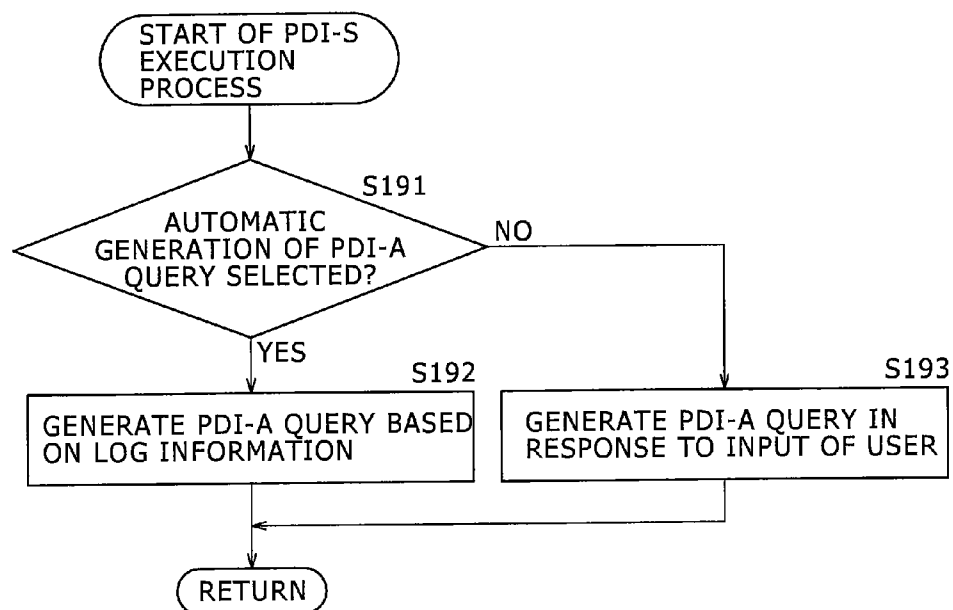 START OF PDI-S
EXECUTION
PROCESS
S191
AUTOMATIC
GENERATION OF PDI-A
QUERY SELECTED?
NO
YES
S192
GENERATE PDI-A QUERY BASED
ON LOG INFORMATION
S193
GENERATE PDI-A QUERY IN
RESPONSE TO INPUT OF USER
RETURN